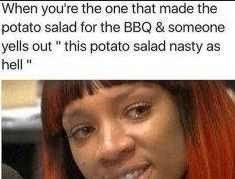 When you're the one that made the
potato salad for the BBQ & someone
yells out " this potato salad nasty as
hell "